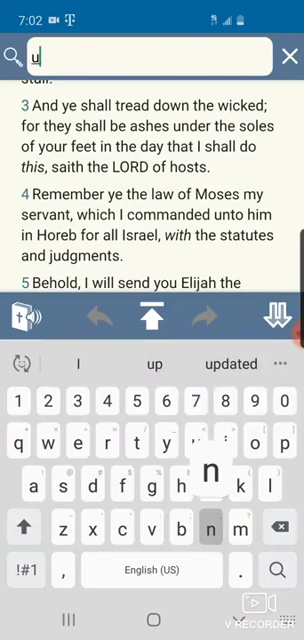 7:02
u
stall.
3 And ye shall tread down the wicked;
for they shall be ashes under the soles
of your feet in the day that I shall do
this, saith the LORD of hosts.
4 Remember ye the law of Moses my
servant, which I commanded unto him
in Horeb for all Israel, with the statutes
and judgments.
5 Behold, I will send you Elijah the
I up updated
1 2 3 4 5 6 7 8 9 0
q w e r t y i o p
a s d f g h n k l
z x c v b n m
!#1 , English (US) .
V RECORDER